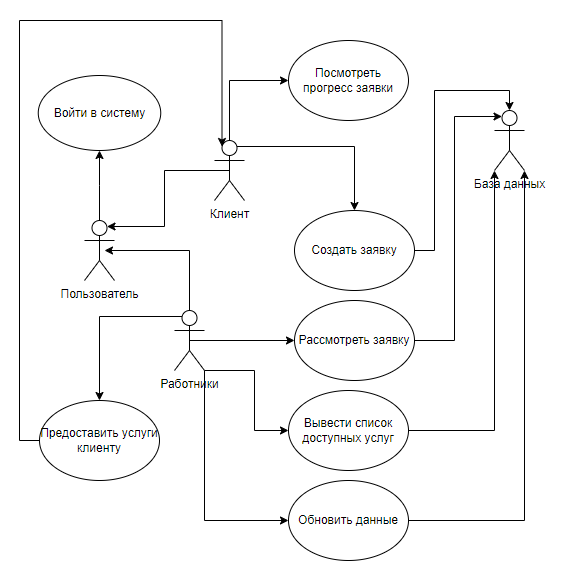 Посмотреть
прогресс заявки
Войти в систему
База данных
Клиент
Создать заявку
Пользователь
Рассмотреть заявку
Работники
Вывести список
доступных услуг
Предоставить услуги
клиенту
Обновить данные